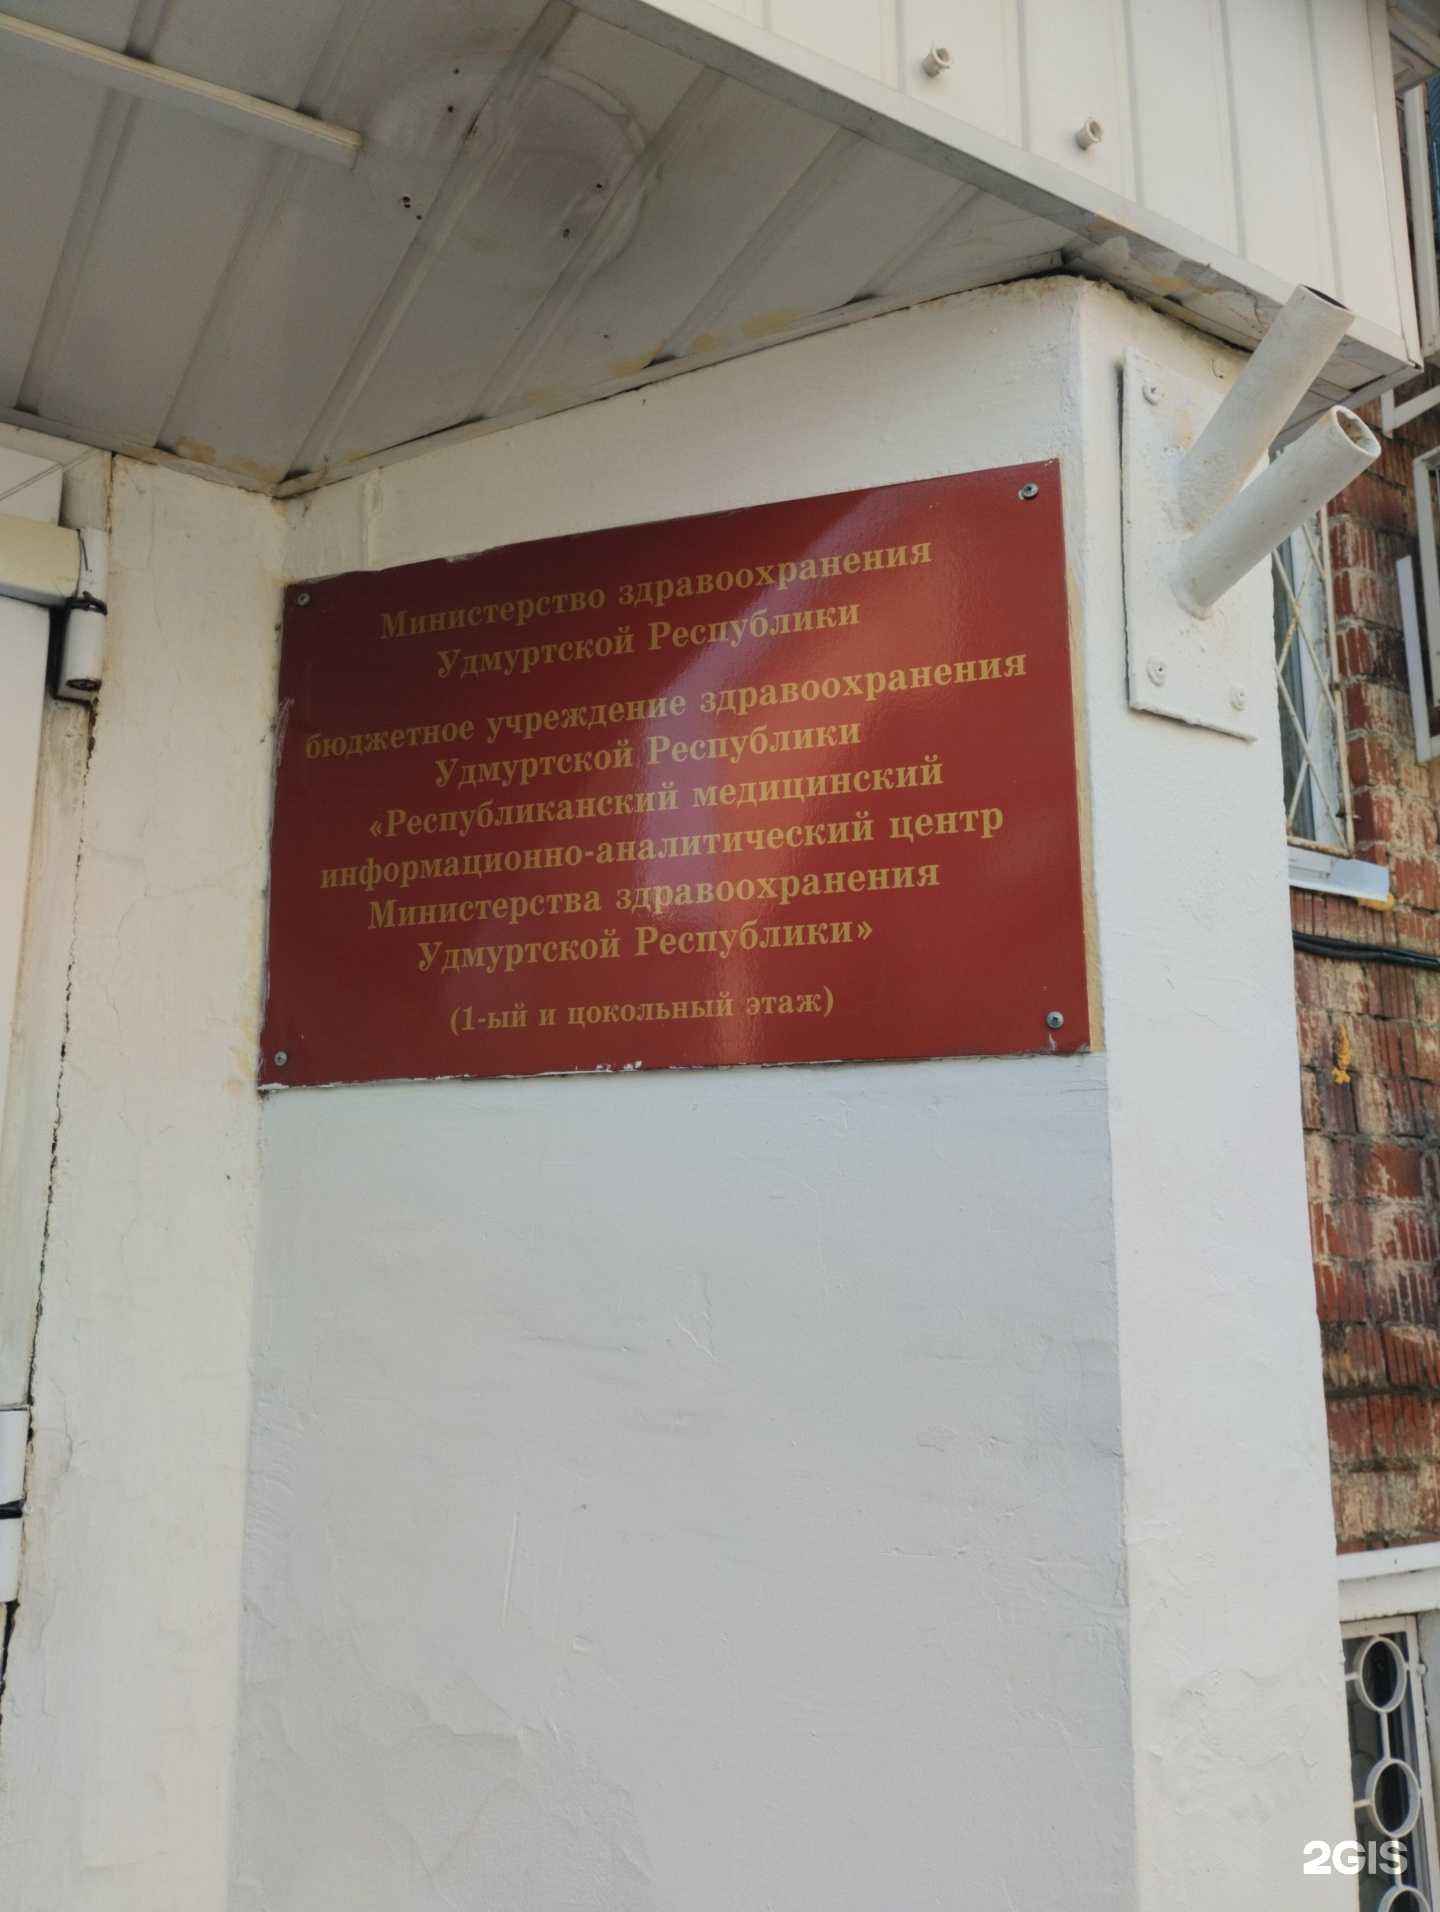 Министерство здравоохранения
Удмуртской Республики
бюджетное учреждение здравоохранения
Удмуртской Республики
«Республиканский медицинский
информационно-аналитический центр
Министерства здравоохранения
Удмуртской Республики»
(1-ый и цокольный этаж)
2GIS